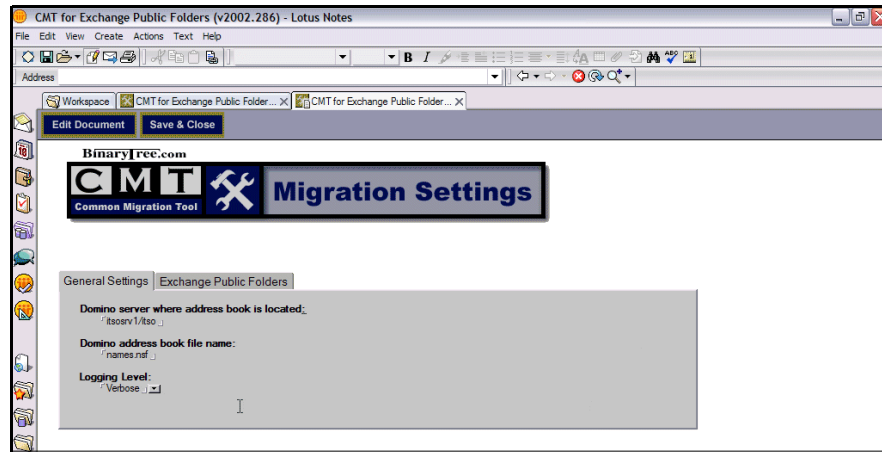 CMT for Exchange Public Folders (v2002.286) - Lotus Notes
File Edit View Create Actions Text Help
B I
Address
Workspace CMT for Exchange Public Folder... CMT for Exchange Public Folder...
Edit Document Save & Close
BinaryTree.com
CMT
Common Migration Tool
Migration Settings
General Settings Exchange Public Folders
Domino server where address book is located:
itsosrv1/itso
Domino address book file name:
names.nsf
Logging Level:
Verbose